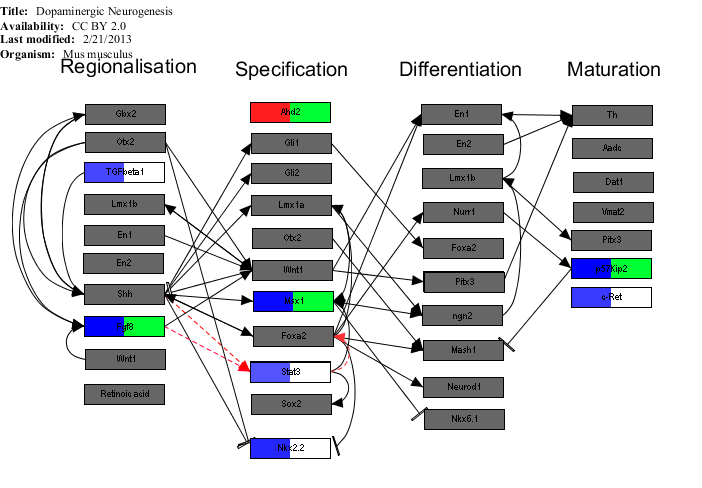 Title: Dopaminergic Neurogenesis
Availability: CC BY 2.0
Last modified: 2/21/2013
Organism: Mus musculus
Regionalisation Specification Differentiation Maturation
Gbx2
Otx2
TGFbeta1
Lmx1b
En1
En2
Shh
Fgf8
Wnt1
Retinoic acid
Ahd2
Gli1
Gli2
Lmx1a
Otx2
Wnt1
Msx1
Foxa2
Stat3
Sox2
Nkx2.2
En1
En2
Lmx1b
Nurr1
Foxa2
Pitx3
ngn2
Mash1
Neurod1
Nkx6.1
Th
Aadc
Dat1
Vmat2
Pitx3
p57Kip2
c-Ret